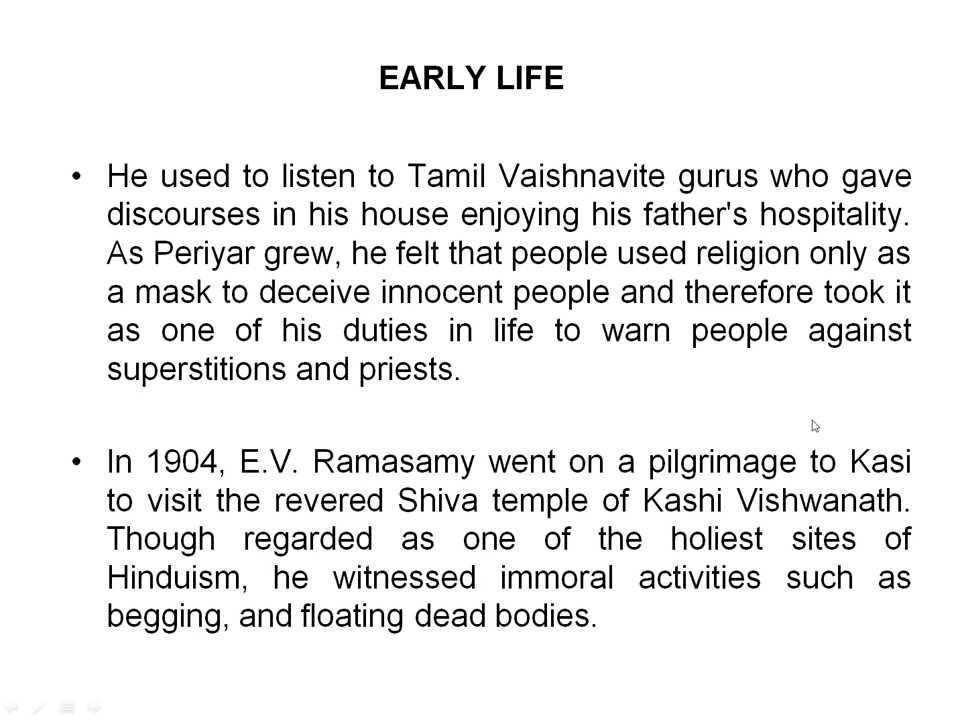 EARLY LIFE
• He used to listen to Tamil Vaishnavite gurus who gave
discourses in his house enjoying his father's hospitality.
As Periyar grew, he felt that people used religion only as
a mask to deceive innocent people and therefore took it
as one of his duties in life to warn people against
superstitions and priests.
• In 1904, E.V. Ramasamy went on a pilgrimage to Kasi
to visit the revered Shiva temple of Kashi Vishwanath.
Though regarded as one of the holiest sites of
Hinduism, he witnessed immoral activities such as
begging, and floating dead bodies.